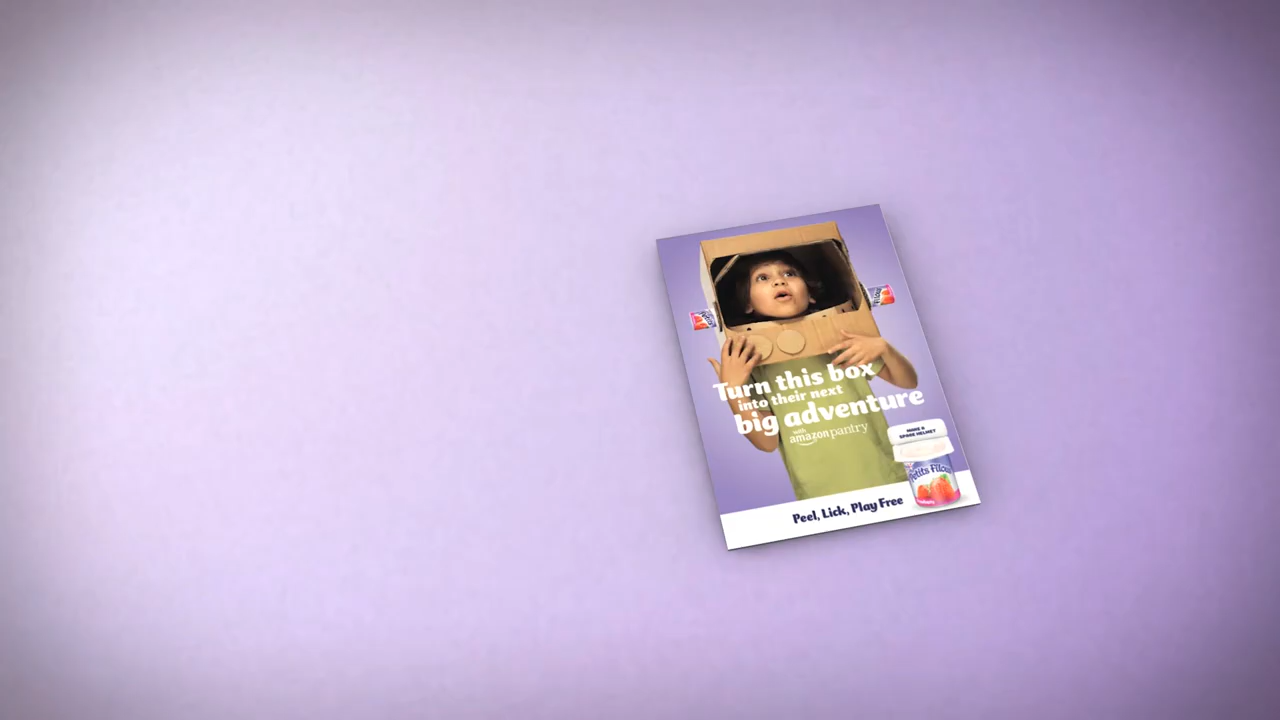 Turn this box
into their next
big adventure
with
amazon pantry
MAKE A
SPACE HELMET
Petits Filous
Peel, Lick, Play Free